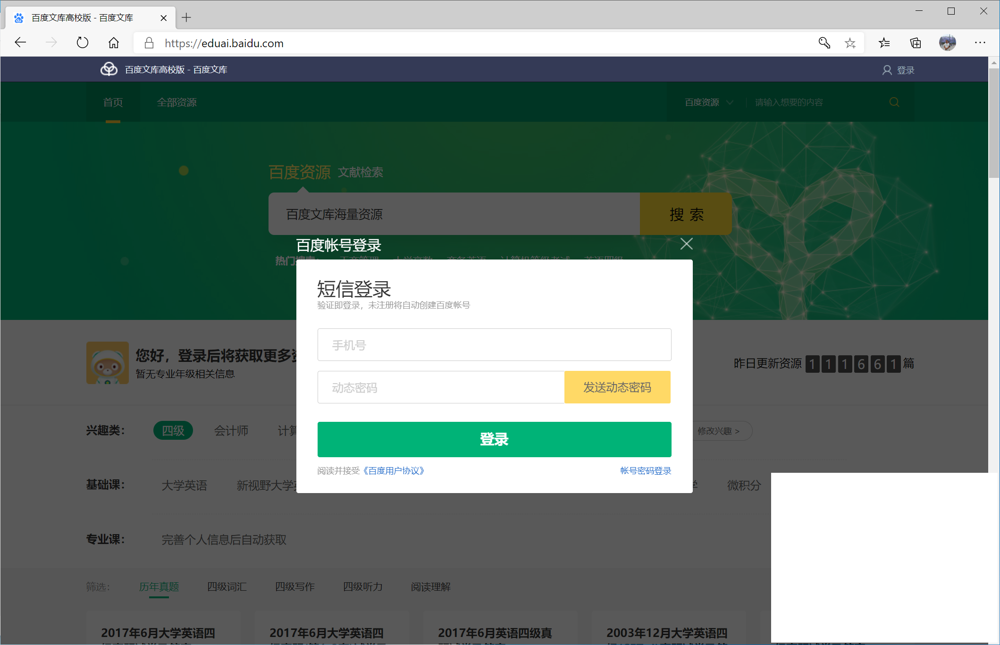 百度文库高校版 - 百度文库
https://eduai.baidu.com
百度文库高校版 - 百度文库
登录
首页
全部资源
百度资源
请输入想要的内容
百度资源 文献检索
百度文库海量资源
搜 索
百度帐号登录
短信登录
验证即登录，未注册将自动创建百度帐号
手机号
动态密码
发送动态密码
登录
阅读并接受《百度用户协议》
帐号密码登录
您好，登录后将获取更多
暂无专业年级相关信息
昨日更新资源 1 1 1 6 6 1 篇
兴趣类：
四级
会计师
修改兴趣 >
基础课：
大学英语
新视野大学
微积分
专业课：
完善个人信息后自动获取
筛选：
历年真题
四级词汇
四级写作
四级听力
阅读理解
2017年6月大学英语四
2017年6月大学英语四
2017年6月英语四级真
2003年12月大学英语四